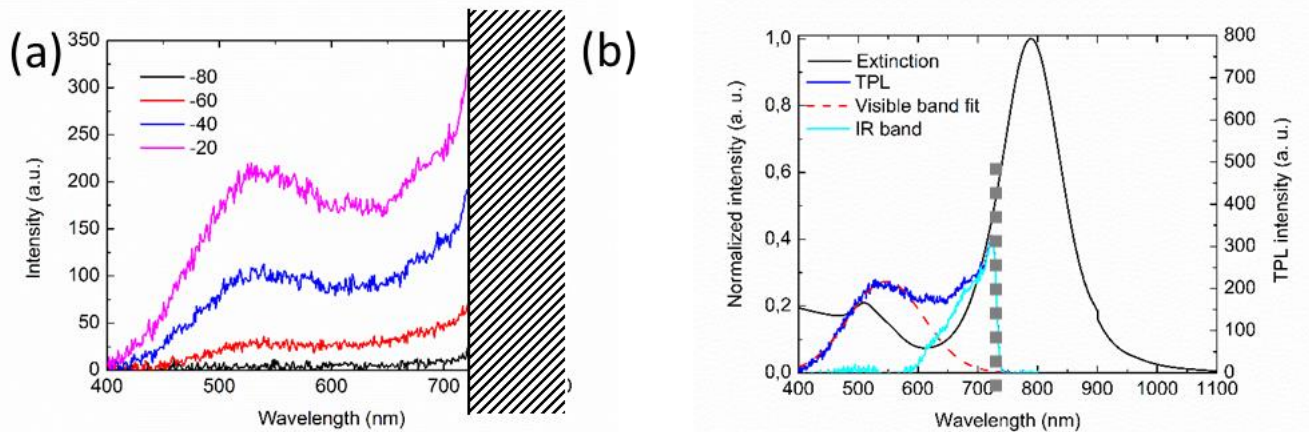 (a)
350
300
250
200
150
100
50
0
Intensity (a.u.)
-80
-60
-40
-20
400 500 600 700
Wavelength (nm)
(b)
1,0
0,8
0,6
0,4
0,2
0,0
Normalized intensity (a. u.)
Extinction
TPL
Visible band fit
IR band
800
700
600
500
400
300
200
100
0
TPL intensity (a. u.)
400 500 600 700 800 900 1000 1100
Wavelength (nm)